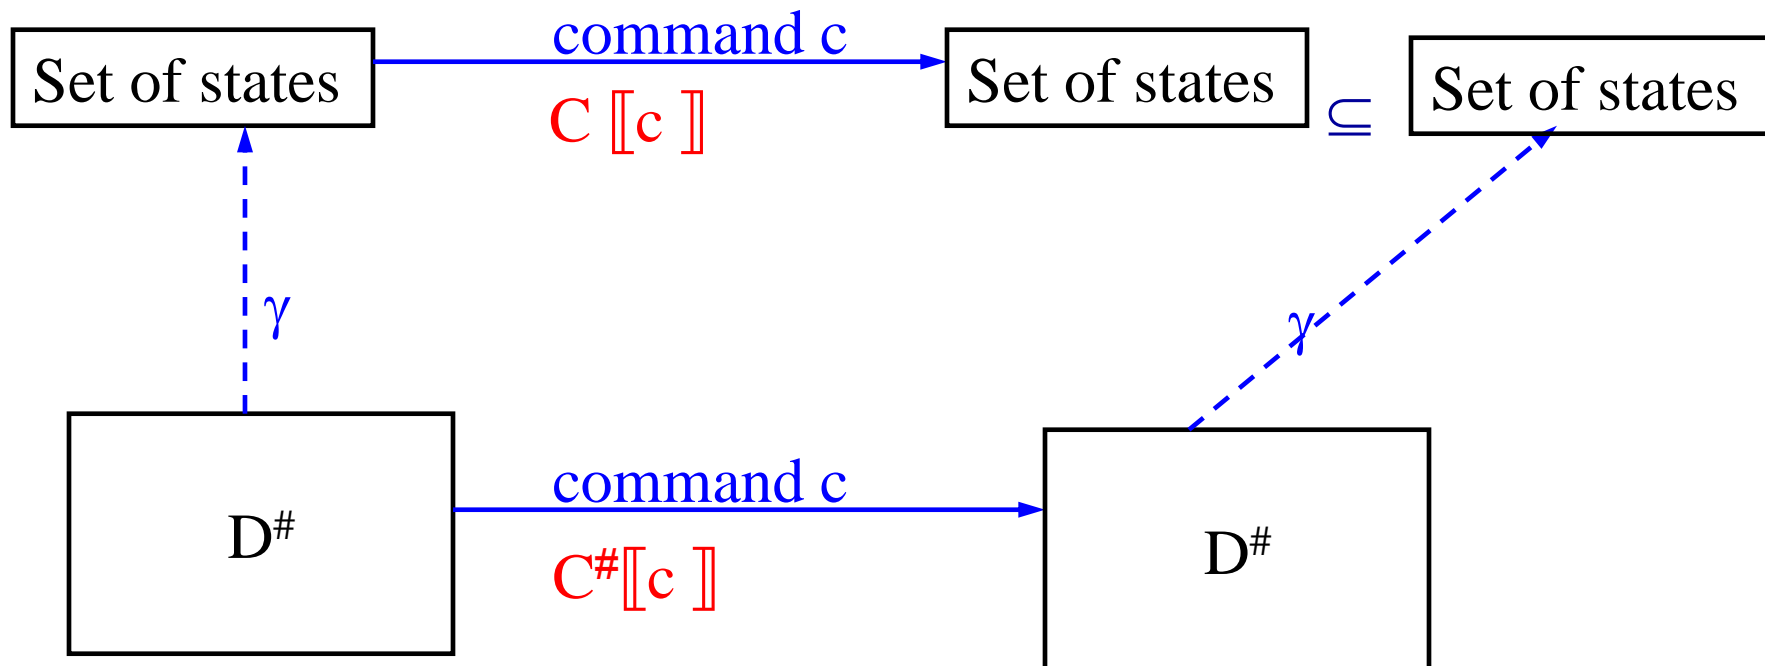 command c
Set of states
Set of states
⊆
Set of states
C ⟦c ⟧
γ
γ
command c
D#
D#
C#⟦c ⟧